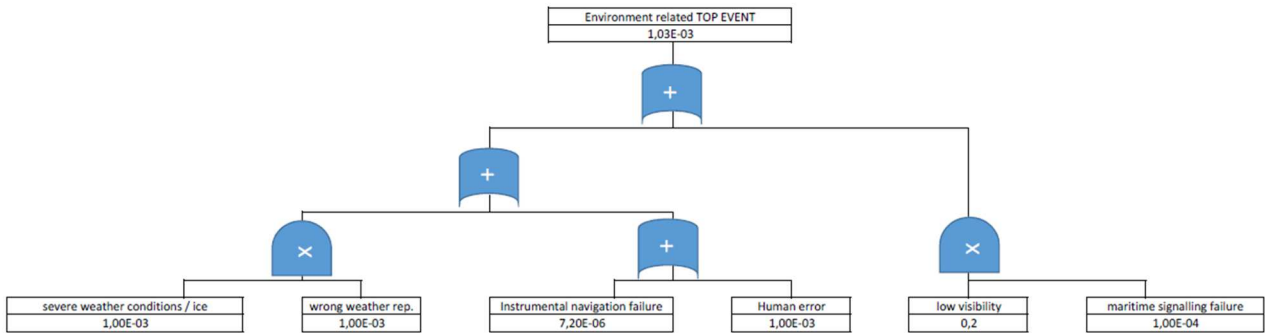 Environment related TOP EVENT
1,03E-03
+
+
x
+
x
severe weather conditions / ice
1,00E-03
wrong weather rep.
1,00E-03
Instrumental navigation failure
7,20E-06
Human error
1,00E-03
low visibility
0,2
maritime signalling failure
1,00E-04